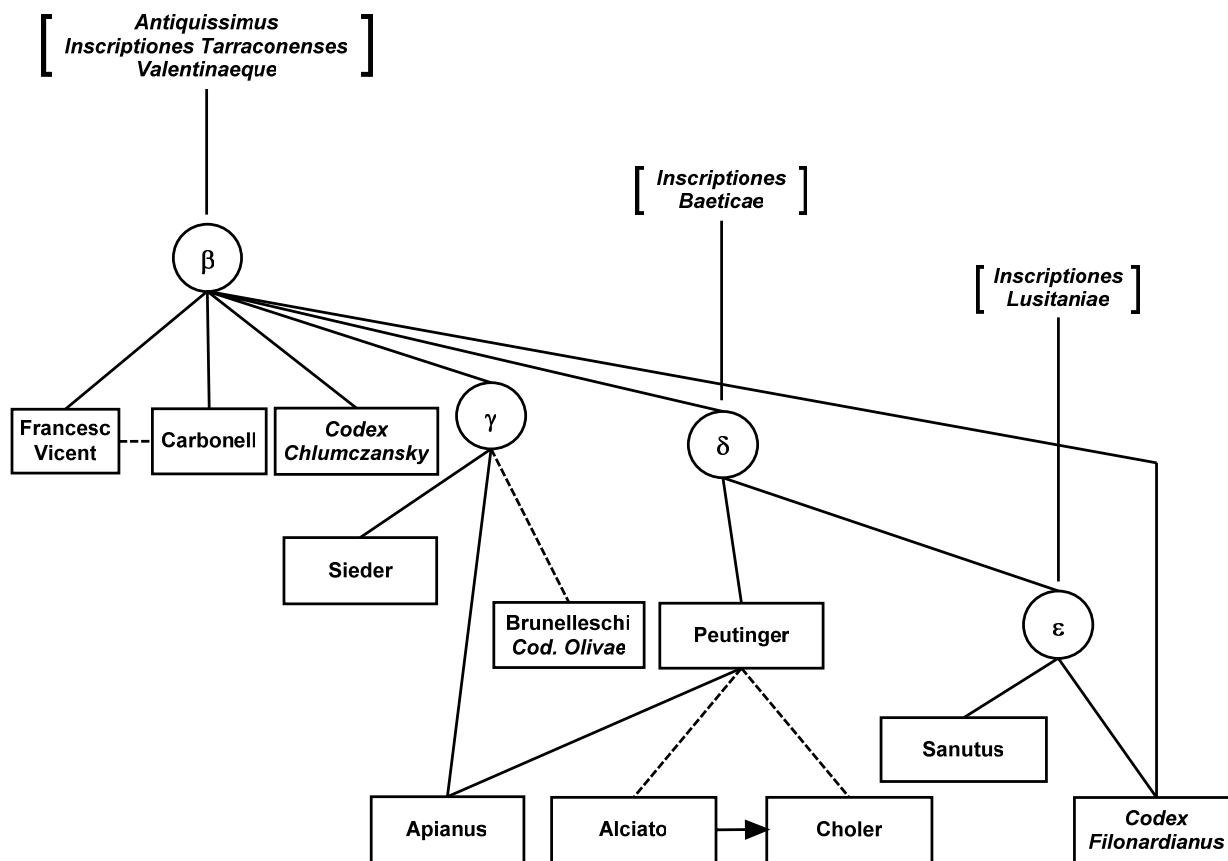 Antiquissimus
Inscriptiones Tarraconenses
Valentinaeque
Inscriptiones
Baeticae
Inscriptiones
Lusitaniae
β
Francesc
Vicent
Carbonell
Codex
Chlumczansky
γ
δ
Sieder
Brunelleschi
Cod. Olivae
Peutinger
ε
Sanutus
Apianus
Alciato
Choler
Codex
Filonardianus